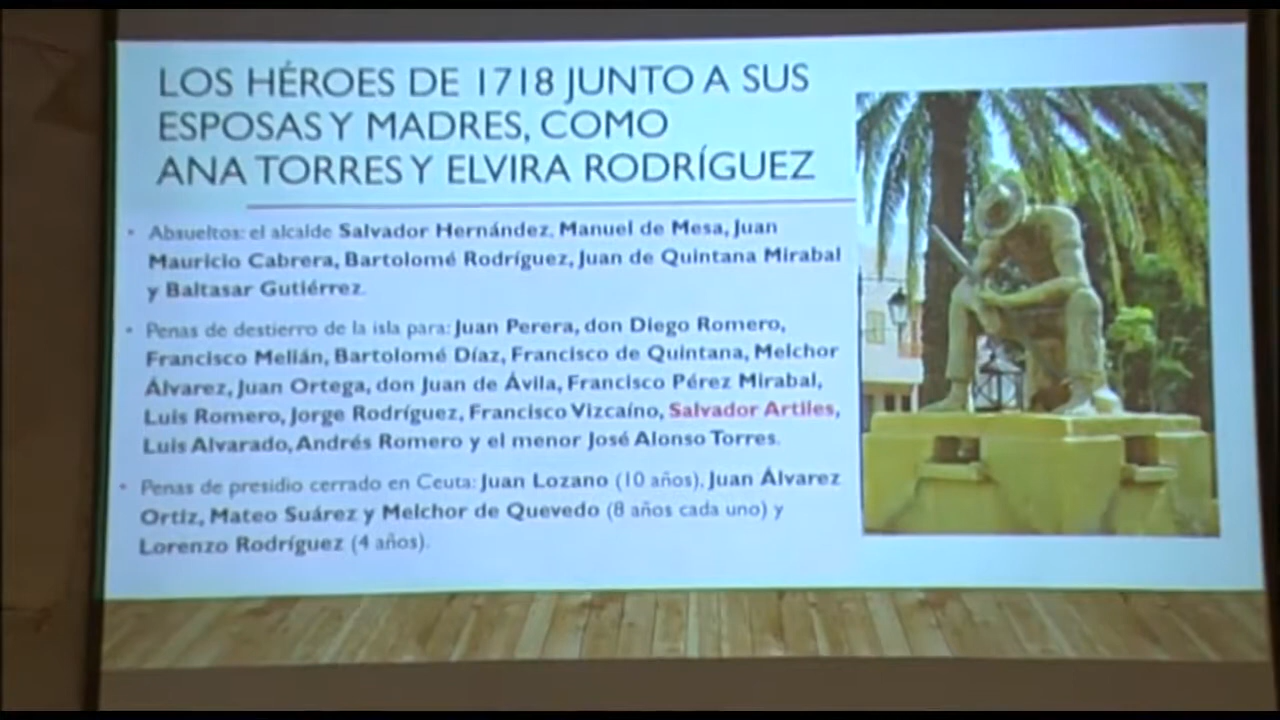 LOS HÉROES DE 1718 JUNTO A SUS
ESPOSAS Y MADRES, COMO
ANA TORRES Y ELVIRA RODRÍGUEZ
• Absueltos: el alcalde Salvador Hernández, Manuel de Mesa, Juan
Mauricio Cabrera, Bartolomé Rodríguez, Juan de Quintana Mirabal
y Baltasar Gutiérrez.
• Penas de destierro de la isla para: Juan Perera, don Diego Romero,
Francisco Melián, Bartolomé Díaz, Francisco de Quintana, Melchor
Álvarez, Juan Ortega, don Juan de Ávila, Francisco Pérez Mirabal,
Luis Romero, Jorge Rodríguez, Francisco Vizcaíno, Salvador Artiles,
Luis Alvarado, Andrés Romero y el menor José Alonso Torres.
• Penas de presidio cerrado en Ceuta: Juan Lozano (10 años), Juan Álvarez
Ortiz, Mateo Suárez y Melchor de Quevedo (8 años cada uno) y
Lorenzo Rodríguez (4 años).